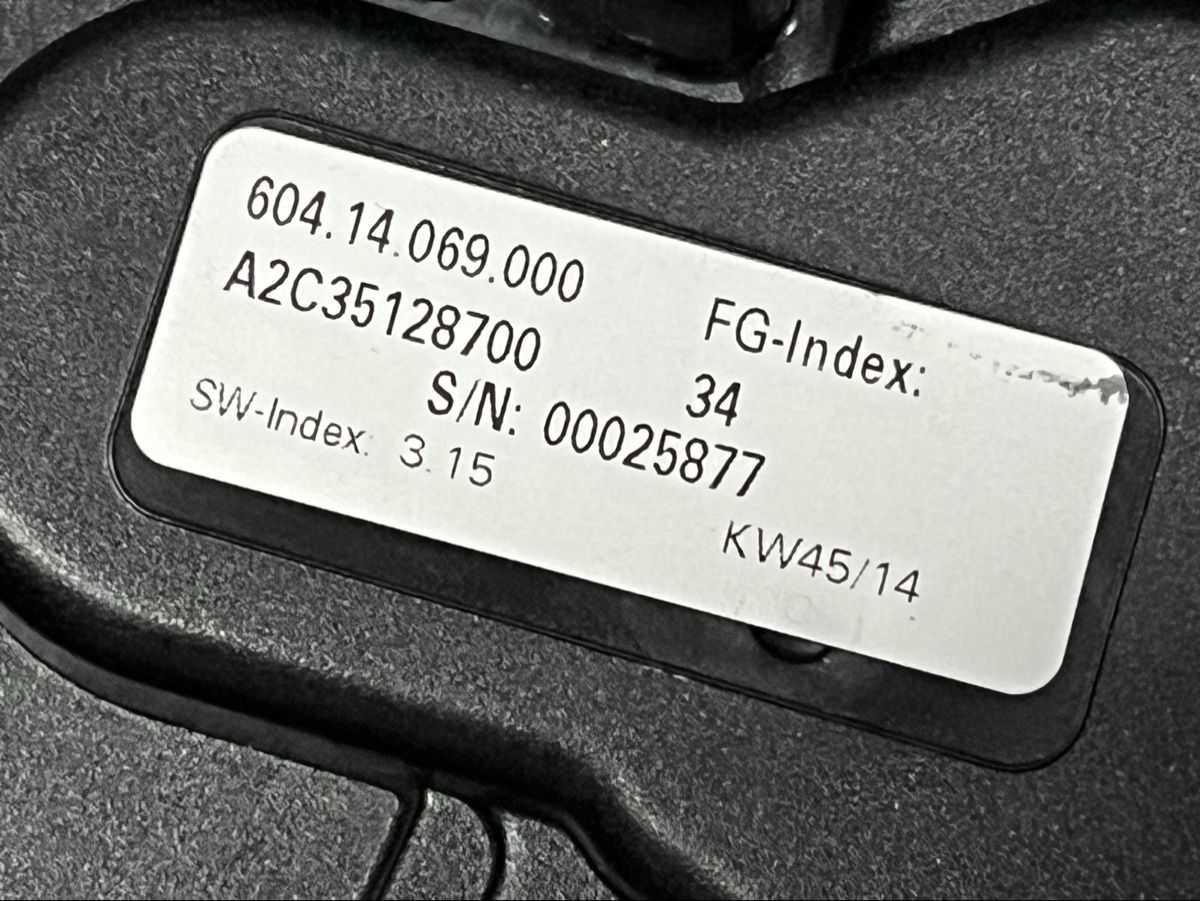 604.14.069.000
A2C35128700
FG-Index:
34
S/N: 00025877
SW-Index: 3.15
KW45/14